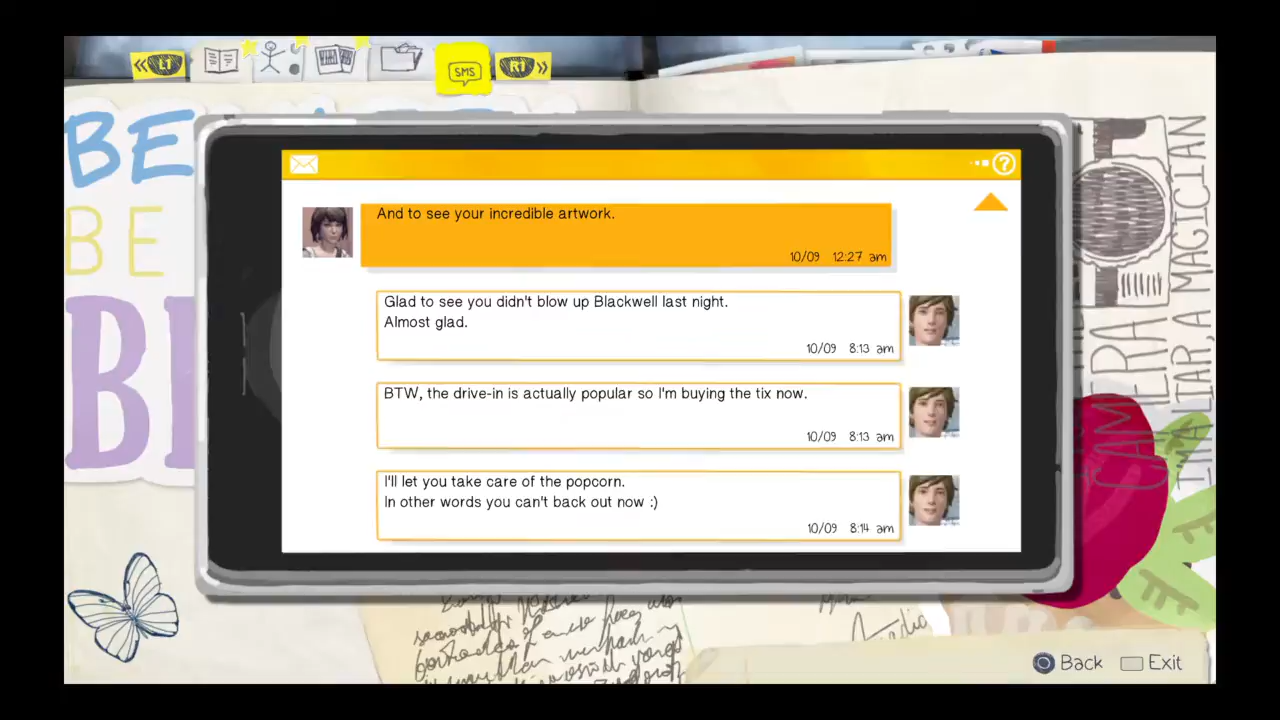 L1
SMS
R1
BE
BE
And to see your incredible artwork.
10/09 12:27 am
Glad to see you didn't blow up Blackwell last night.
Almost glad.
10/09 8:13 am
BTW, the drive-in is actually popular so I'm buying the tix now.
10/09 8:13 am
I'll let you take care of the popcorn.
In other words you can't back out now :)
10/09 8:14 am
?
CAMERA
LIAR, A MAGICIAN
Back
Exit